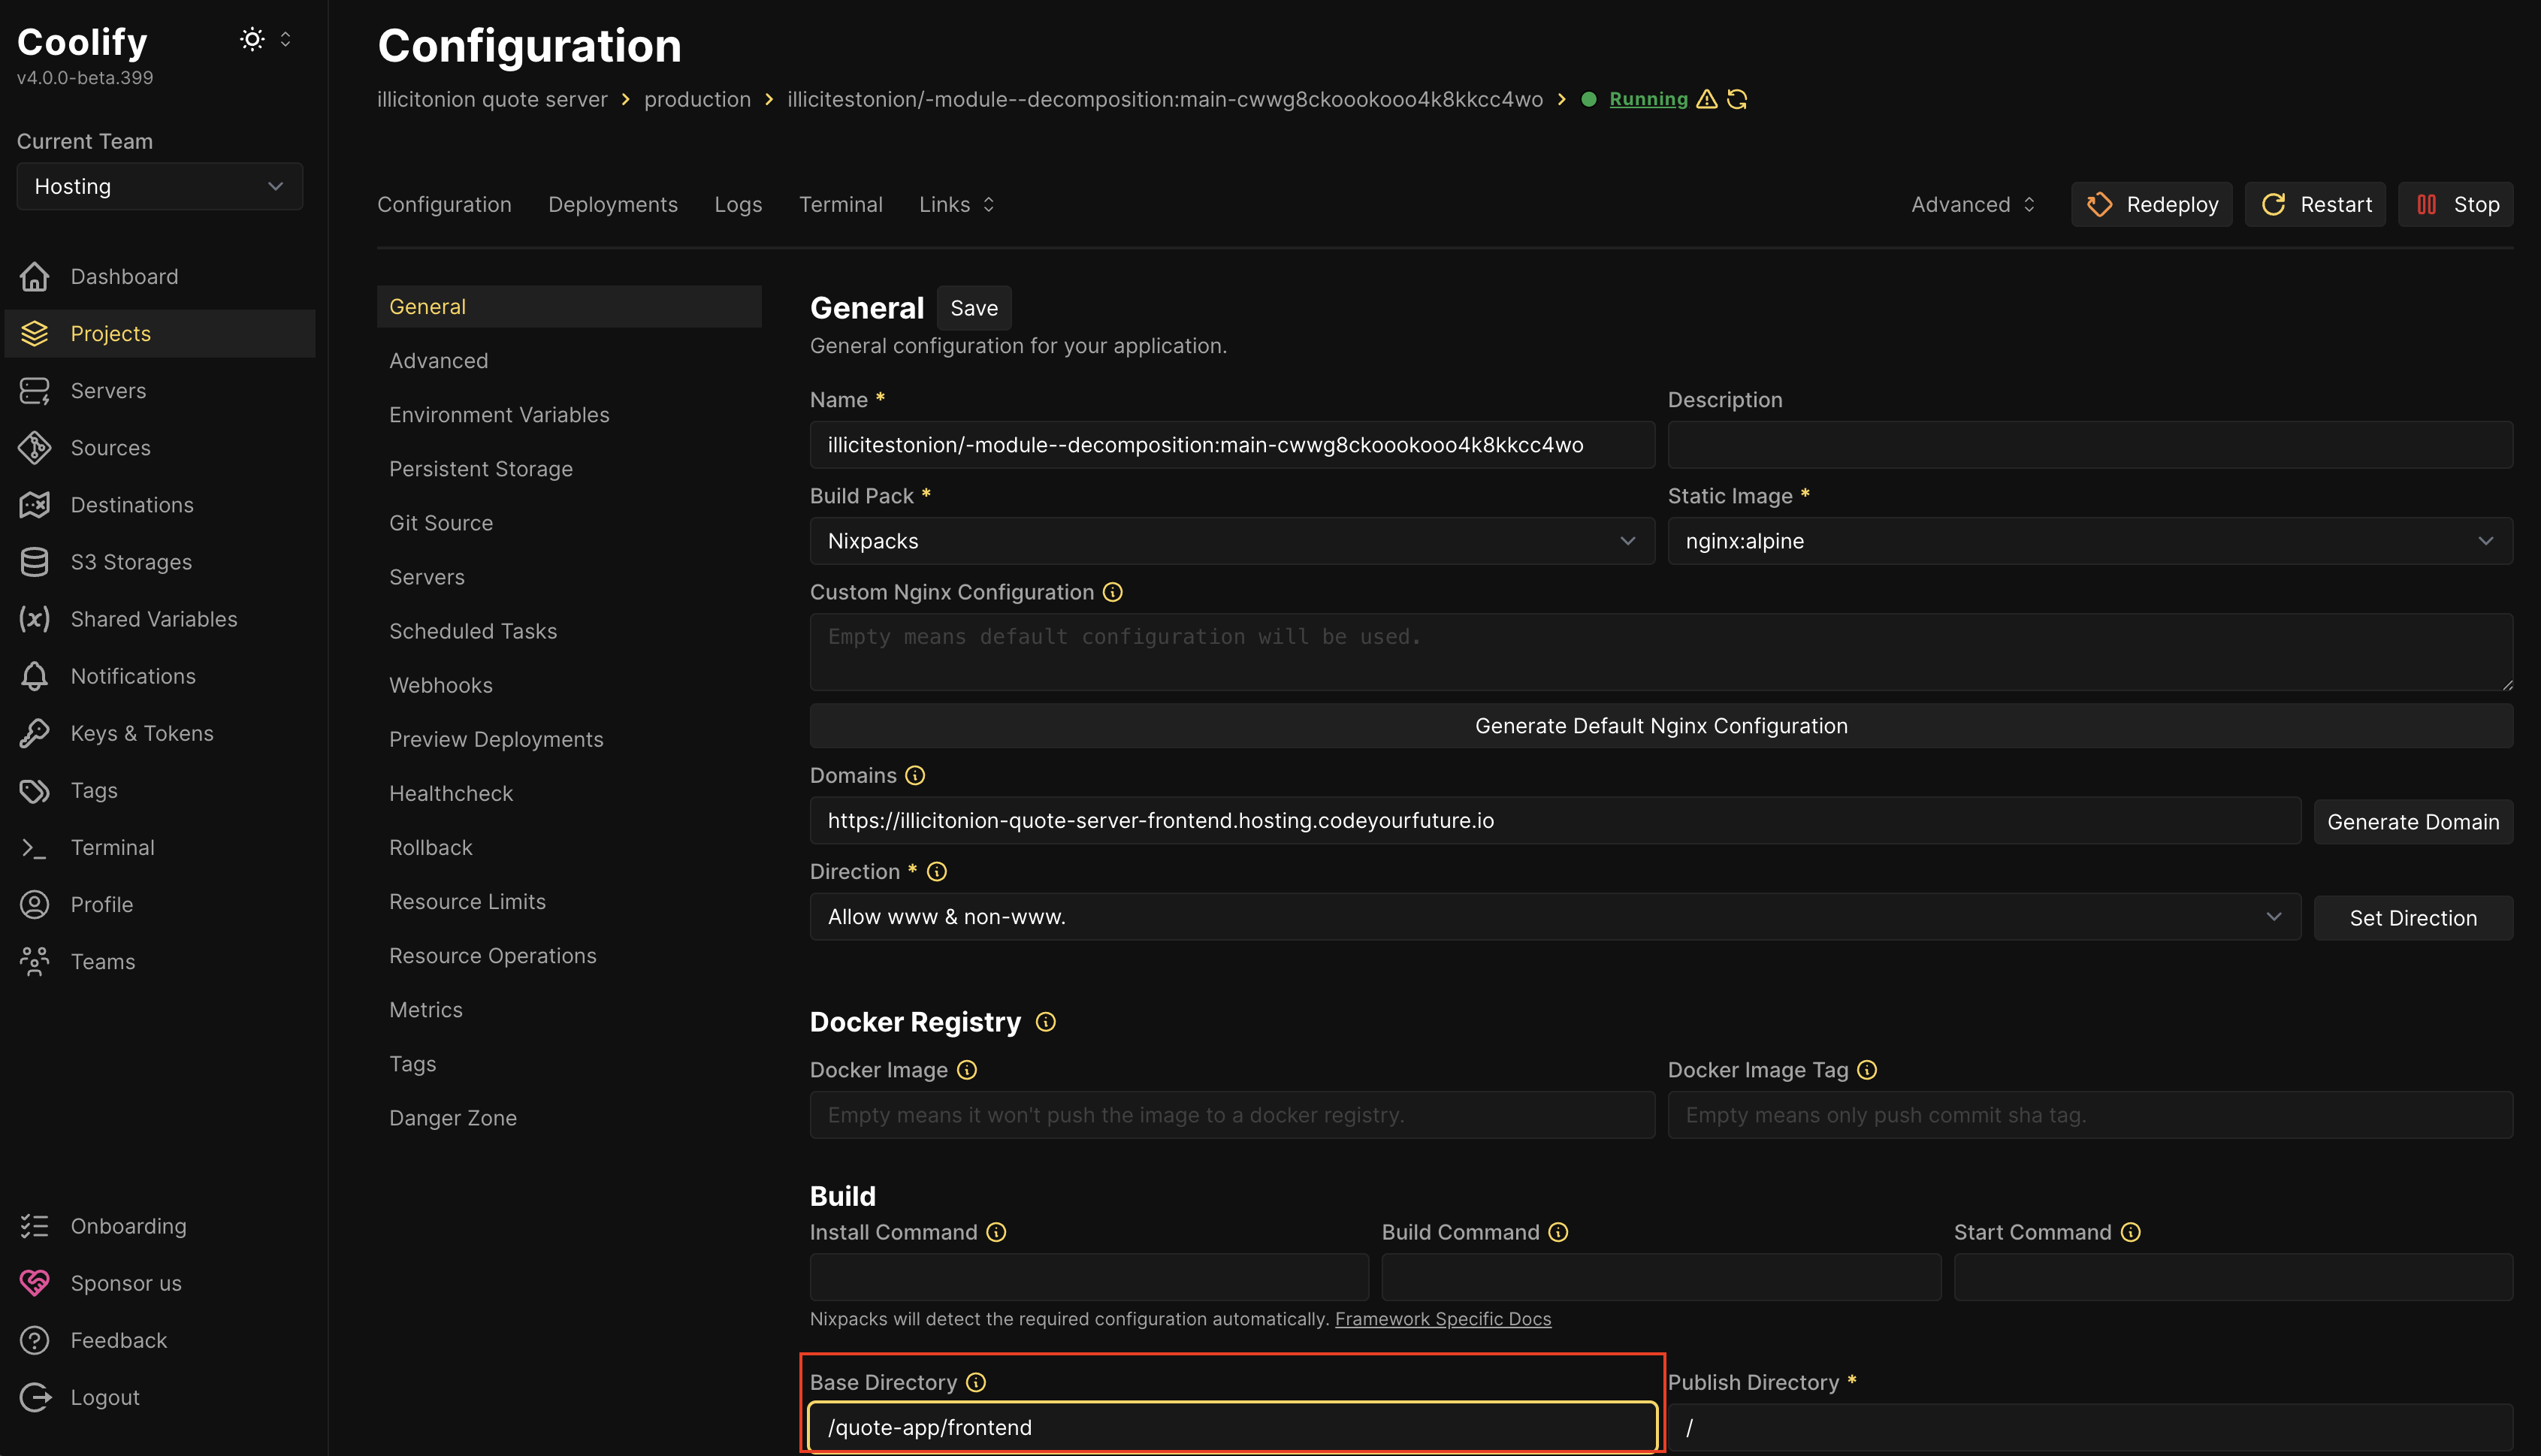 Coolify
v4.0.0-beta.399
Current Team
Hosting
Dashboard
Projects
Servers
Sources
Destinations
S3 Storages
Shared Variables
Notifications
Keys & Tokens
Tags
Terminal
Profile
Teams
Onboarding
Sponsor us
Feedback
Logout
Configuration
illicitonion quote server production illicitestonion/-module--decomposition:main-cwwg8ckoookooo4k8kkcc4wo Running
Configuration Deployments Logs Terminal Links Advanced Redeploy Restart Stop
General
Advanced
Environment Variables
Persistent Storage
Git Source
Servers
Scheduled Tasks
Webhooks
Preview Deployments
Healthcheck
Rollback
Resource Limits
Resource Operations
Metrics
Tags
Danger Zone
General Save
General configuration for your application.
Name * Description
illicitestonion/-module--decomposition:main-cwwg8ckoookooo4k8kkcc4wo
Build Pack * Static Image *
Nixpacks nginx:alpine
Custom Nginx Configuration
Empty means default configuration will be used.
Generate Default Nginx Configuration
Domains
https://illicitonion-quote-server-frontend.hosting.codeyourfuture.io Generate Domain
Direction *
Allow www & non-www. Set Direction
Docker Registry
Docker Image Docker Image Tag
Empty means it won't push the image to a docker registry. Empty means only push commit sha tag.
Build
Install Command Build Command Start Command
Nixpacks will detect the required configuration automatically. Framework Specific Docs
Base Directory Publish Directory *
/quote-app/frontend /